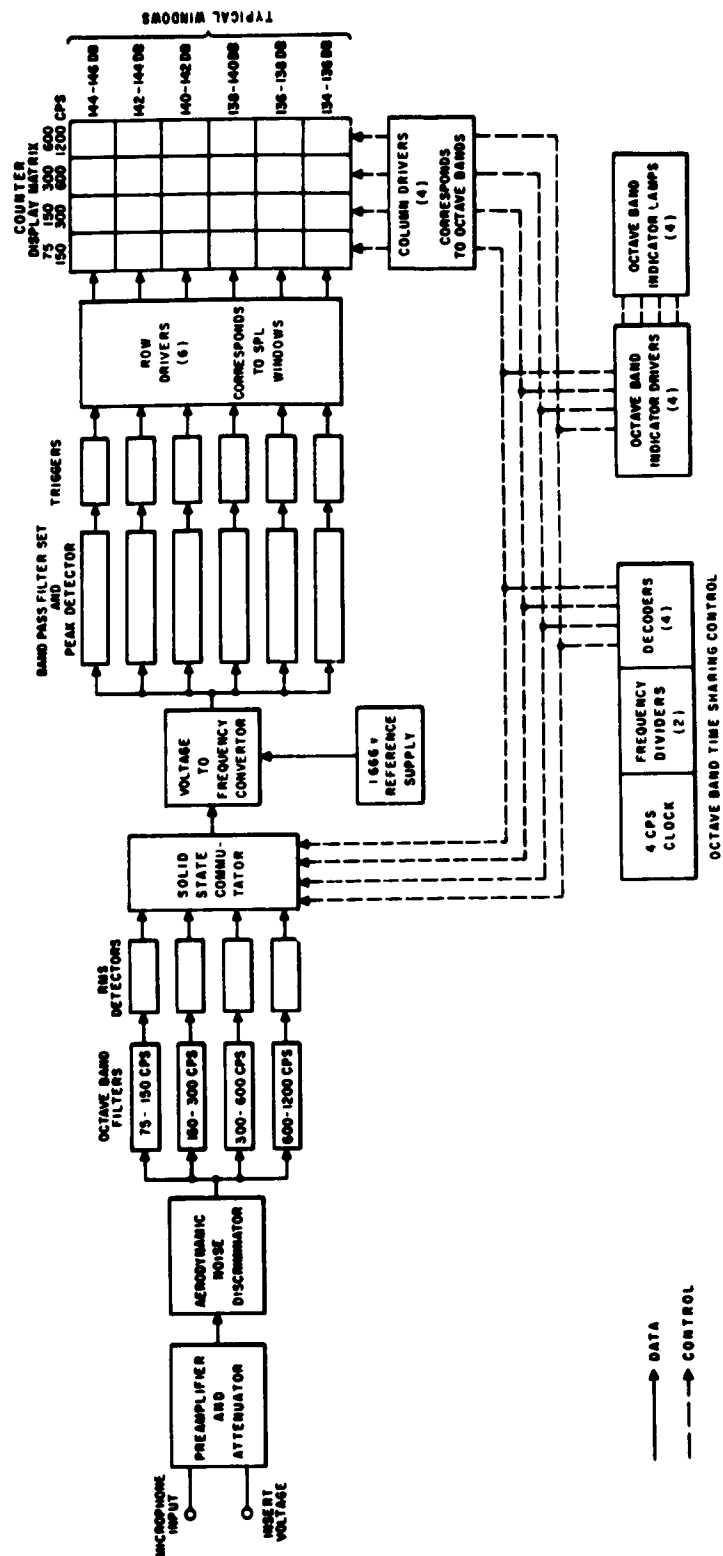 MICROPHONE
INPUT
INSERT
VOLTAGE
PREAMPLIFIER
AND
ATTENUATOR
AERODYNAMIC
NOISE
DISCRIMINATOR
OCTAVE BAND
FILTERS
75-150 CPS
150-300 CPS
300-600 CPS
600-1200 CPS
RMS
DETECTORS
SOLID
STATE
COMMU-
TATOR
VOLTAGE
TO
FREQUENCY
CONVERTOR
1.666 V
REFERENCE
SUPPLY
BAND PASS FILTER SET
AND
PEAK DETECTOR
TRIGGERS
ROW
DRIVERS
(6)
CORRESPONDS
TO SPL
WINDOWS
COUNTER
DISPLAY MATRIX
75 150 300 600
150 300 600 1200 CPS
144-146 DB
142-144 DB
140-142 DB
138-140 DB
136-138 DB
134-136 DB
TYPICAL WINDOWS
COLUMN DRIVERS
(4)
CORRESPONDS
TO OCTAVE BANDS
4 CPS
CLOCK
FREQUENCY
DIVIDERS
(2)
DECODERS
(4)
OCTAVE BAND TIME SHARING CONTROL
OCTAVE BAND
INDICATOR DRIVERS
(4)
OCTAVE BAND
INDICATOR LAMPS
(4)
DATA
CONTROL